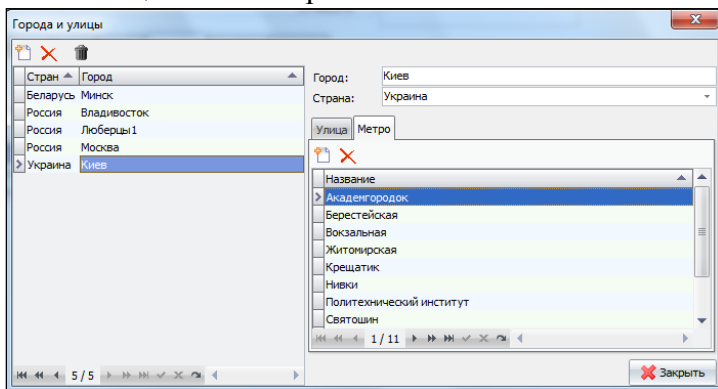 Города и улицы
Стран Город
Беларусь Минск
Россия Владивосток
Россия Люберцы1
Россия Москва
Украина Киев
5 / 5
Город: Киев
Страна: Украина
Улица Метро
Название
Академгородок
Берестейская
Вокзальная
Житомирская
Крещатик
Нивки
Политехнический институт
Святошин
1 / 11
Закрыть